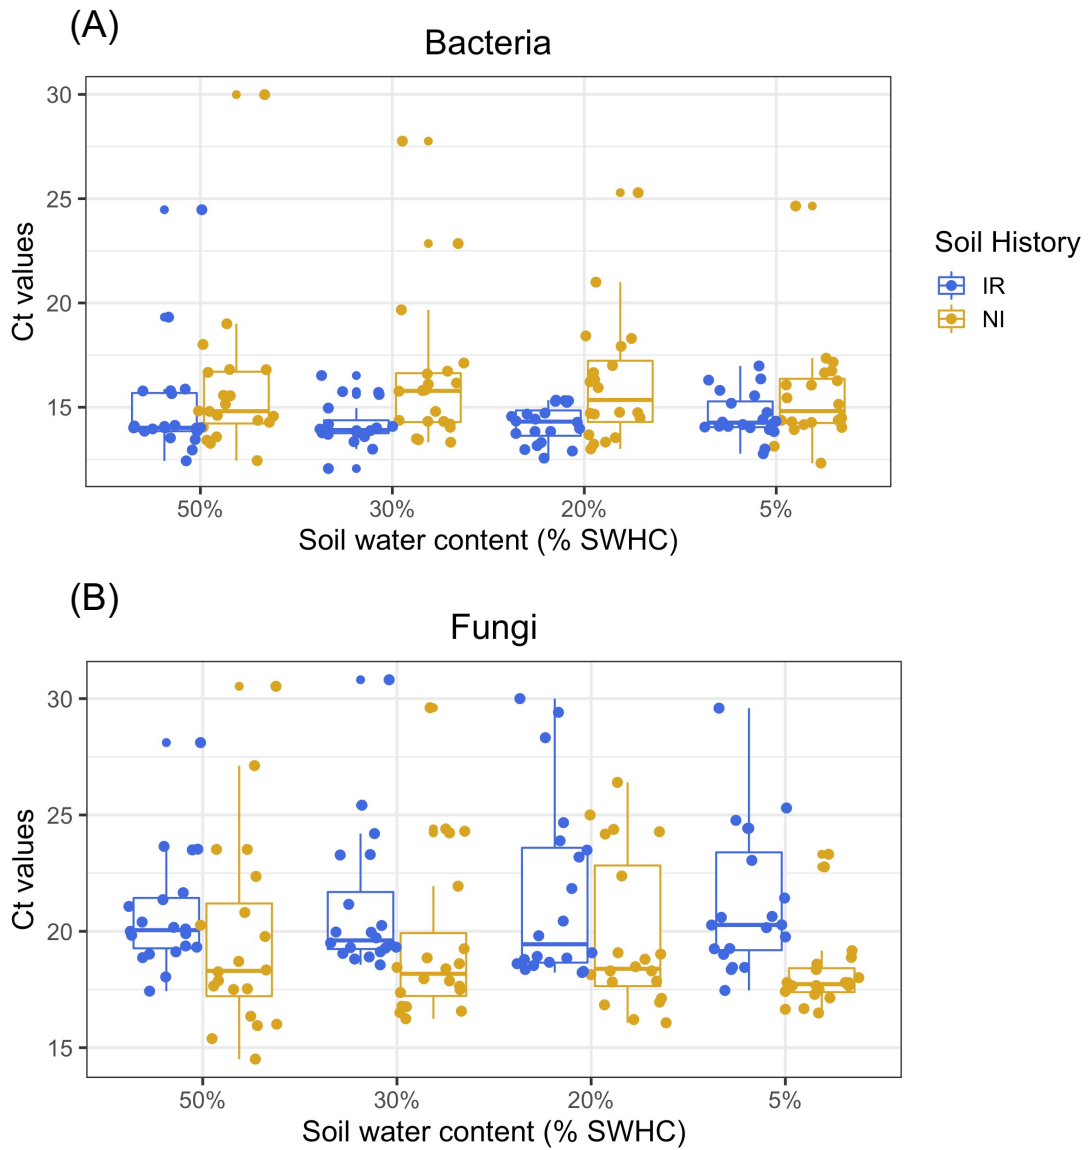 (A)
Bacteria
30
25
20
15
Ct values
50% 30% 20% 5%
Soil water content (% SWHC)
Soil History
IR
NI
(B)
Fungi
30
25
20
15
Ct values
50% 30% 20% 5%
Soil water content (% SWHC)